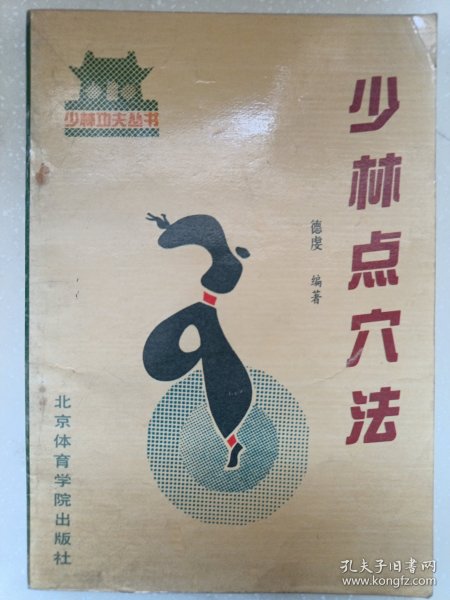 少林功夫丛书
少林点穴法
德虔 编著
北京体育学院出版社
孔夫子旧书网
www.kongfz.com